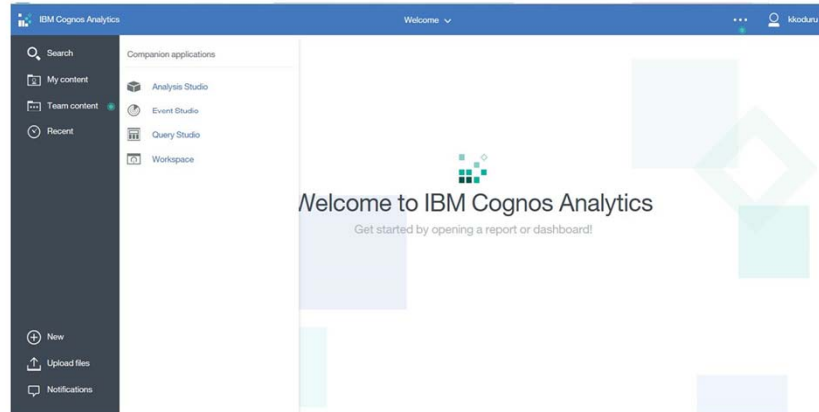 IBM Cognos Analytics
Welcome
kkoduru
Search
My content
Team content
Recent
New
Upload files
Notifications
Companion applications
Analysis Studio
Event Studio
Query Studio
Workspace
Welcome to IBM Cognos Analytics
Get started by opening a report or dashboard!